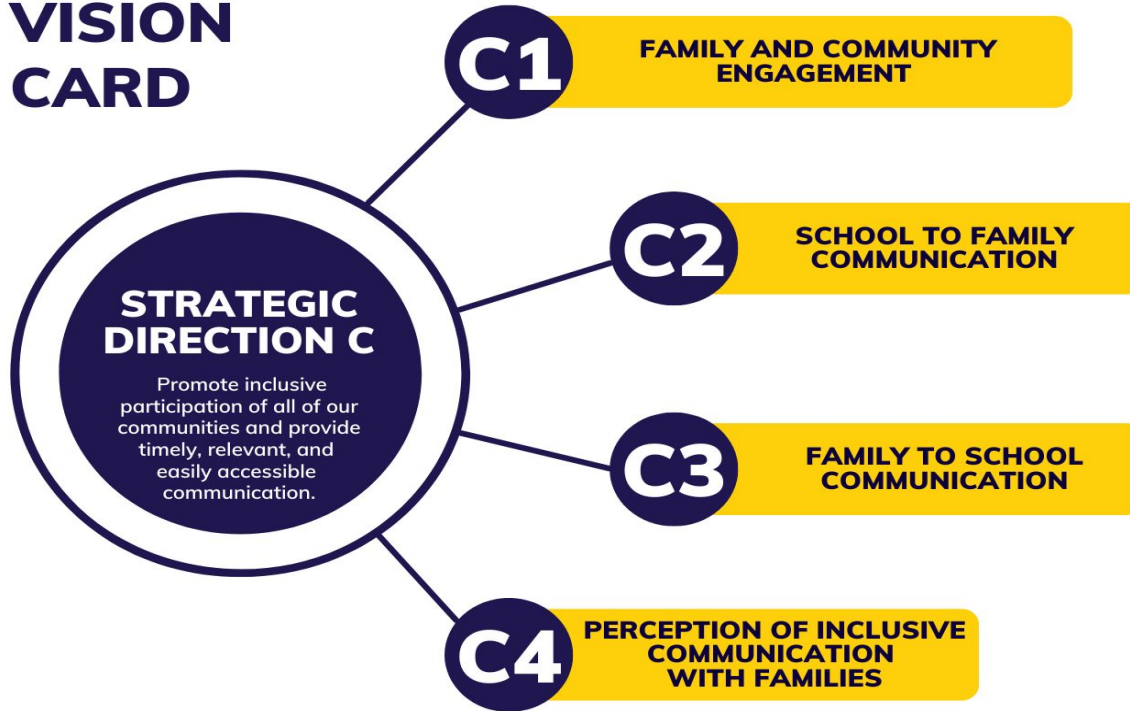 VISION
CARD
C1
FAMILY AND COMMUNITY
ENGAGEMENT
C2
SCHOOL TO FAMILY
COMMUNICATION
STRATEGIC
DIRECTION C
Promote inclusive
participation of all of our
communities and provide
timely, relevant, and
easily accessible
communication.
C3
FAMILY TO SCHOOL
COMMUNICATION
C4
PERCEPTION OF INCLUSIVE
COMMUNICATION
WITH FAMILIES